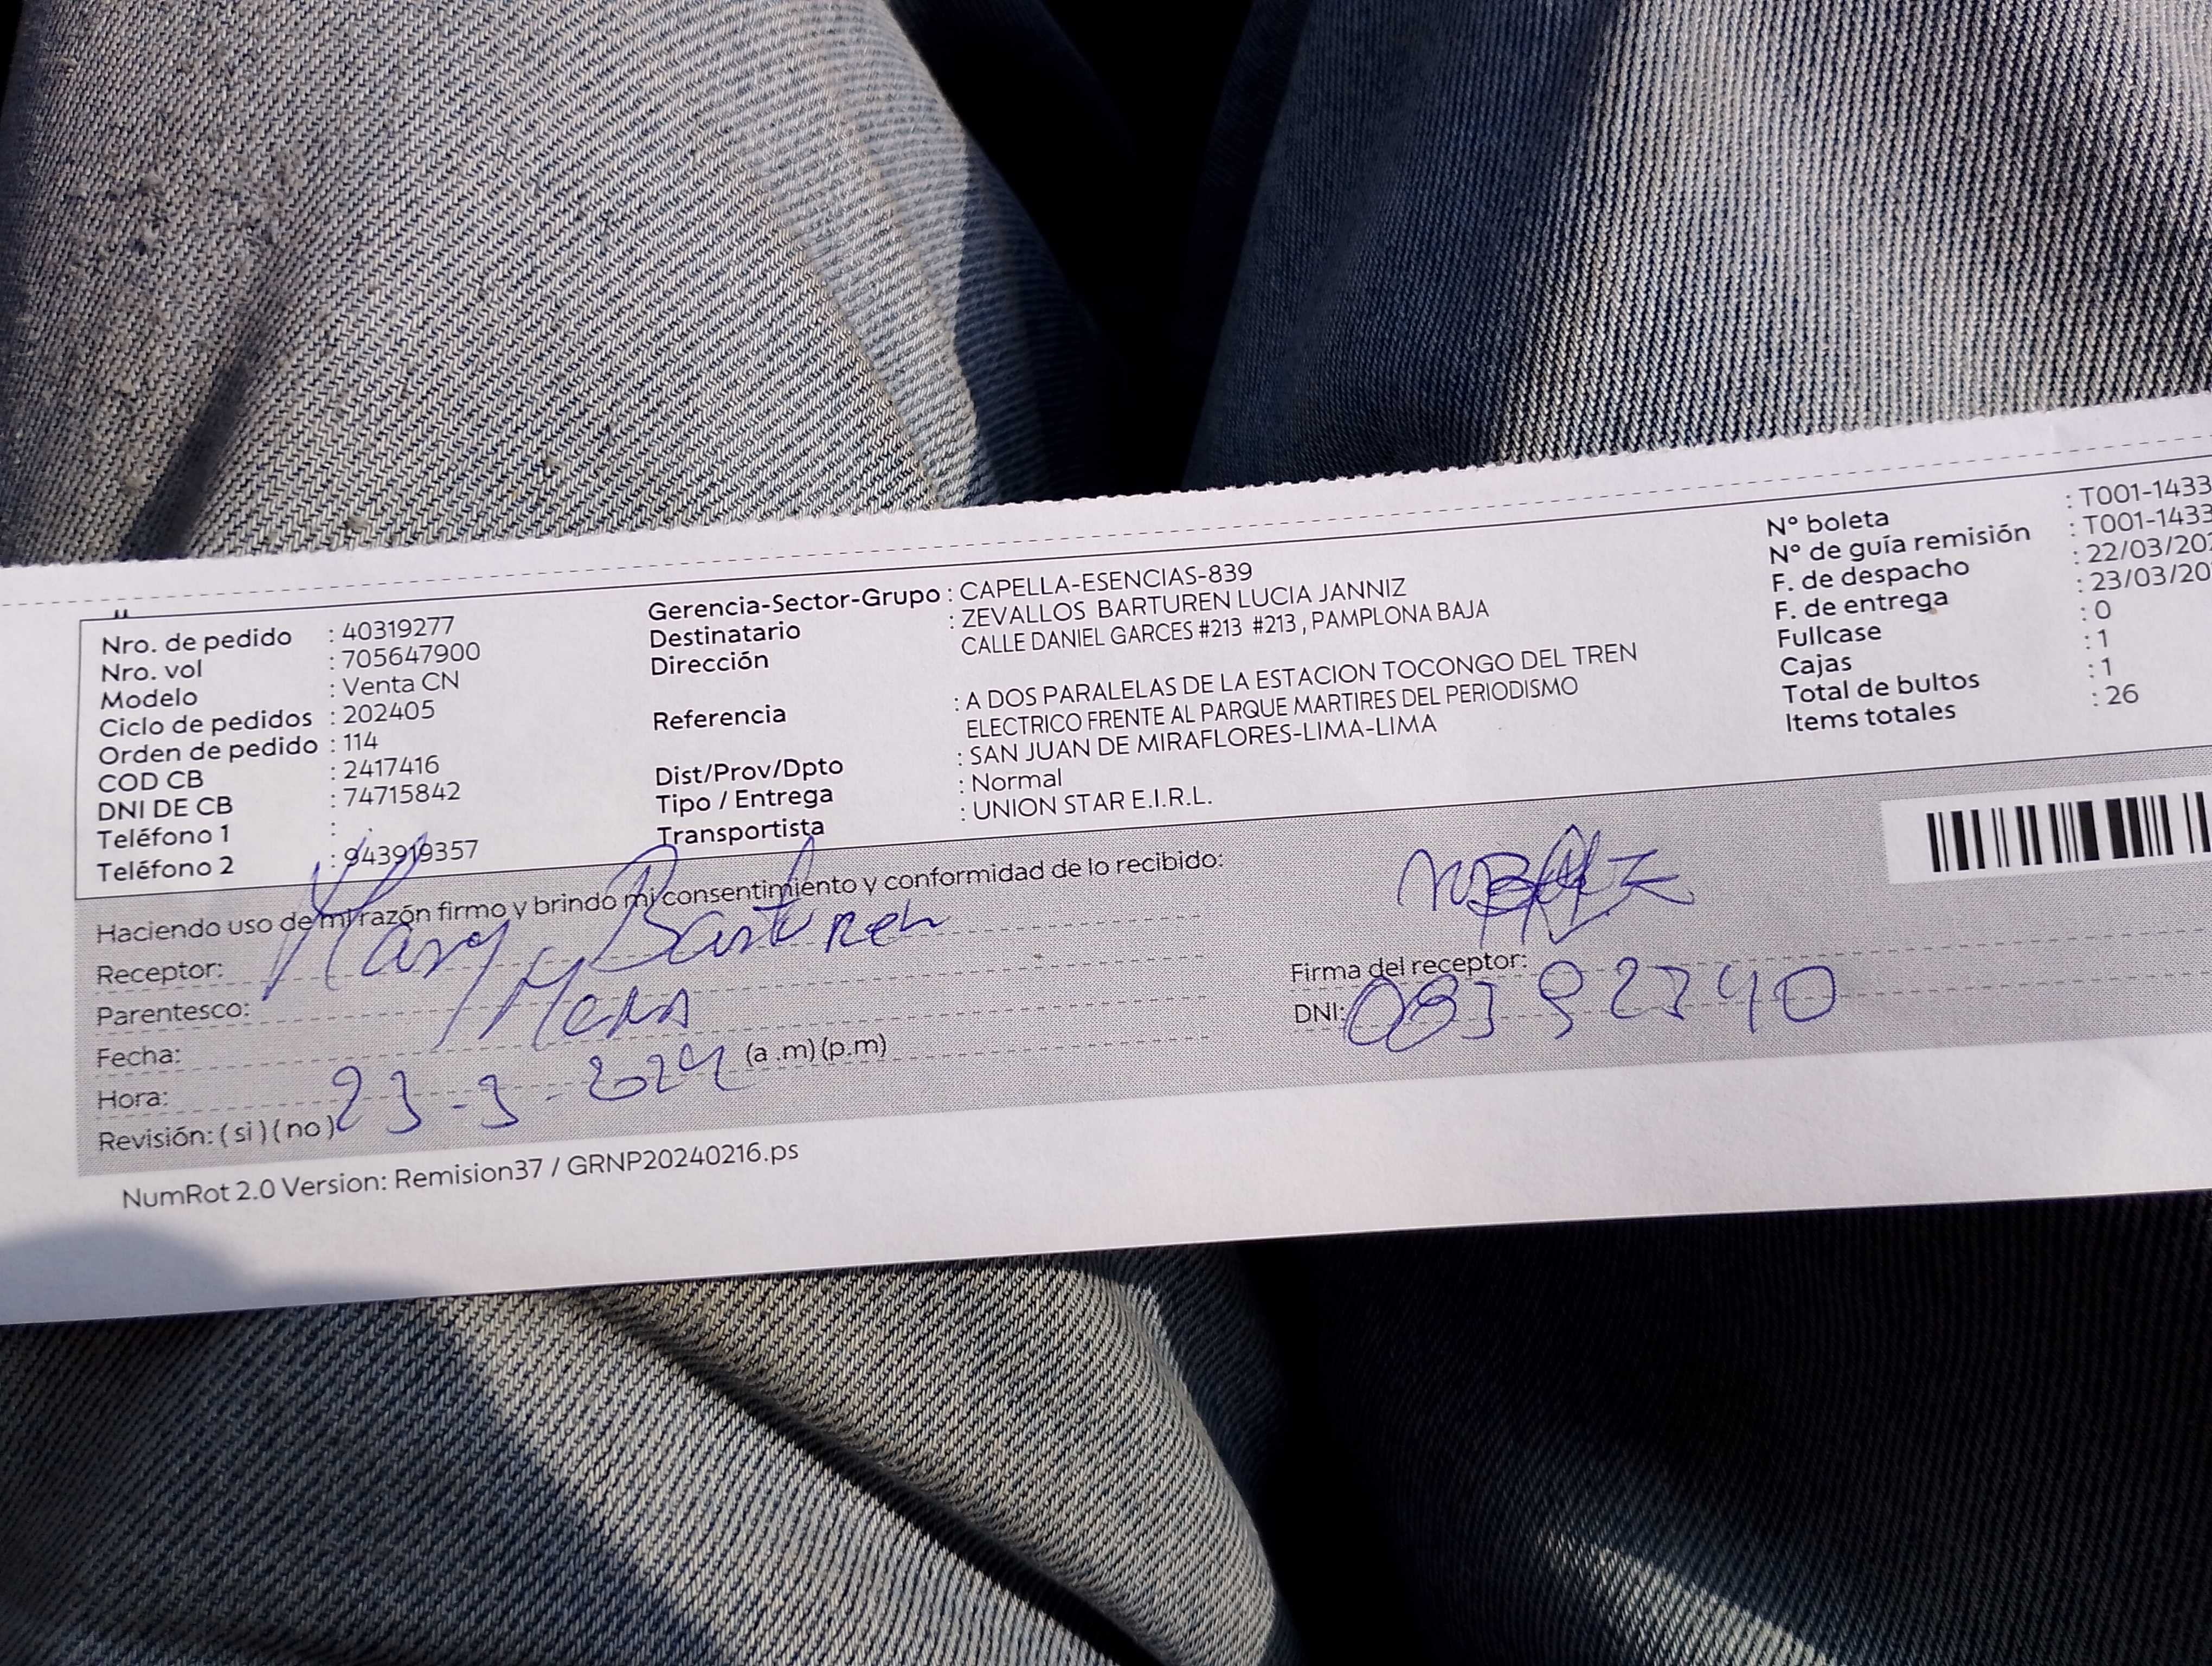 Nro. de pedido : 40319277
Nro. vol : 705647900
Modelo : Venta CN
Ciclo de pedidos : 202405
Orden de pedido : 114
COD CB : 2417416
DNI DE CB : 74715842
Teléfono 1 :
Teléfono 2 : 943919357
Gerencia-Sector-Grupo : CAPELLA-ESENCIAS-839
Destinatario : ZEVALLOS BARTUREN LUCIA JANNIZ
Dirección CALLE DANIEL GARCES #213 #213 , PAMPLONA BAJA
Referencia : A DOS PARALELAS DE LA ESTACION TOCONGO DEL TREN
ELECTRICO FRENTE AL PARQUE MARTIRES DEL PERIODISMO
Dist/Prov/Dpto : SAN JUAN DE MIRAFLORES-LIMA-LIMA
Tipo / Entrega : Normal
Transportista : UNION STAR E.I.R.L.
N° boleta : T001-1433
N° de guía remisión : T001-1433
F. de despacho : 22/03/202
F. de entrega : 23/03/20
Fullcase : 0
Cajas : 1
Total de bultos : 1
Items totales : 26
Haciendo uso de mi razón firmo y brindo mi consentimiento y conformidad de lo recibido:
Receptor: Barturen
Parentesco:
Fecha:
Hora: 23-3-2024 (a .m) (p.m)
Revisión: ( si ) ( no )
Firma del receptor:
DNI:
NumRot 2.0 Version: Remision37 / GRNP20240216.ps